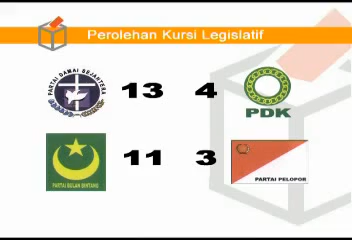 Perolehan Kursi Legislatif
PARTAI DAMAI SEJAHTERA
13 4
PDK
11 3
PARTAI BULAN BINTANG
PARTAI PELOPOR